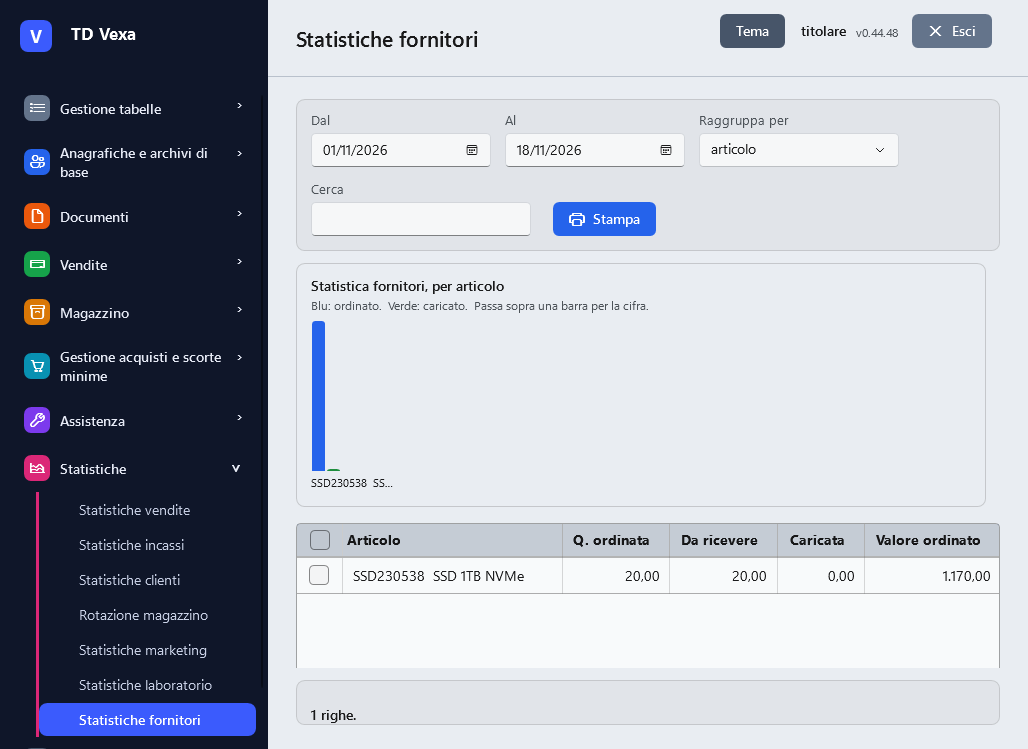 V
TD Vexa
Gestione tabelle
Anagrafiche e archivi di
base
Documenti
Vendite
Magazzino
Gestione acquisti e scorte
minime
Assistenza
Statistiche
Statistiche vendite
Statistiche incassi
Statistiche clienti
Rotazione magazzino
Statistiche marketing
Statistiche laboratorio
Statistiche fornitori
Statistiche fornitori
Tema
titolare v0.44.48
Esci
Dal
Al
Raggruppa per
01/11/2026
18/11/2026
articolo
Cerca
Stampa
Statistica fornitori, per articolo
Blu: ordinato. Verde: caricato. Passa sopra una barra per la cifra.
SSD230538 SS...
Articolo Q. ordinata Da ricevere Caricata Valore ordinato
SSD230538 SSD 1TB NVMe 20,00 20,00 0,00 1.170,00
1 righe.